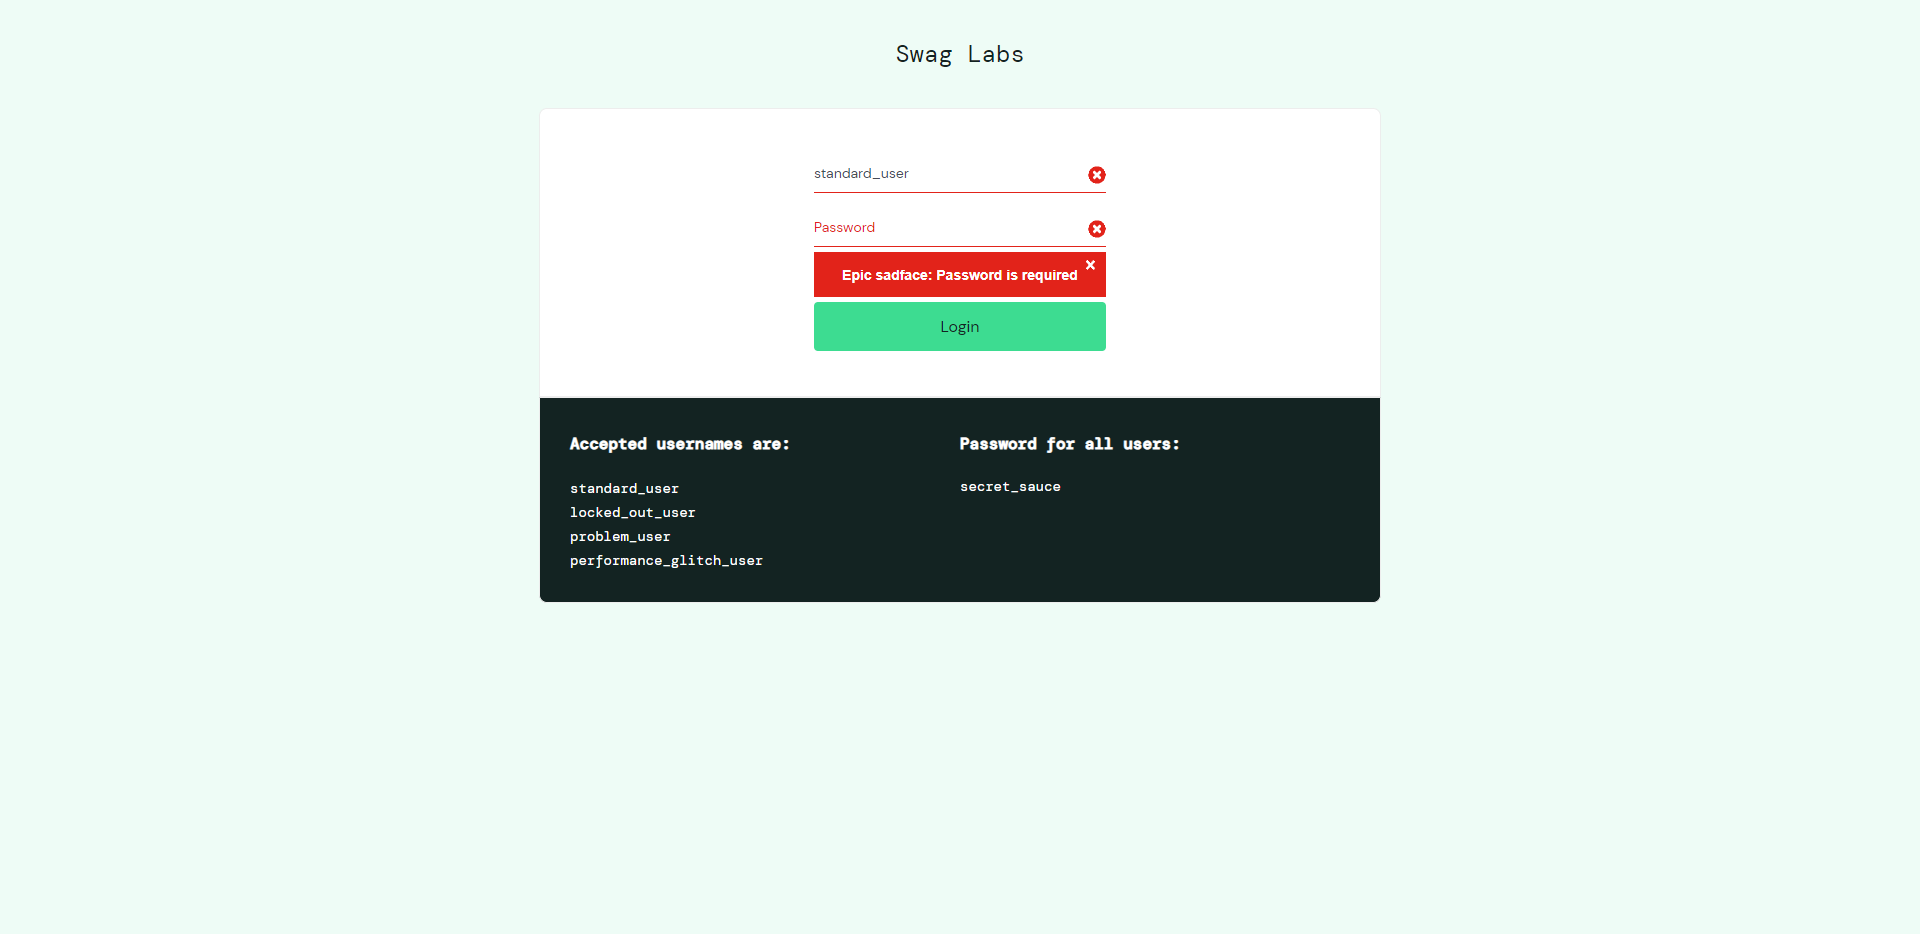 Swag Labs
standard_user
Password
Epic sadface: Password is required
Login
Accepted usernames are:
standard_user
locked_out_user
problem_user
performance_glitch_user
Password for all users:
secret_sauce